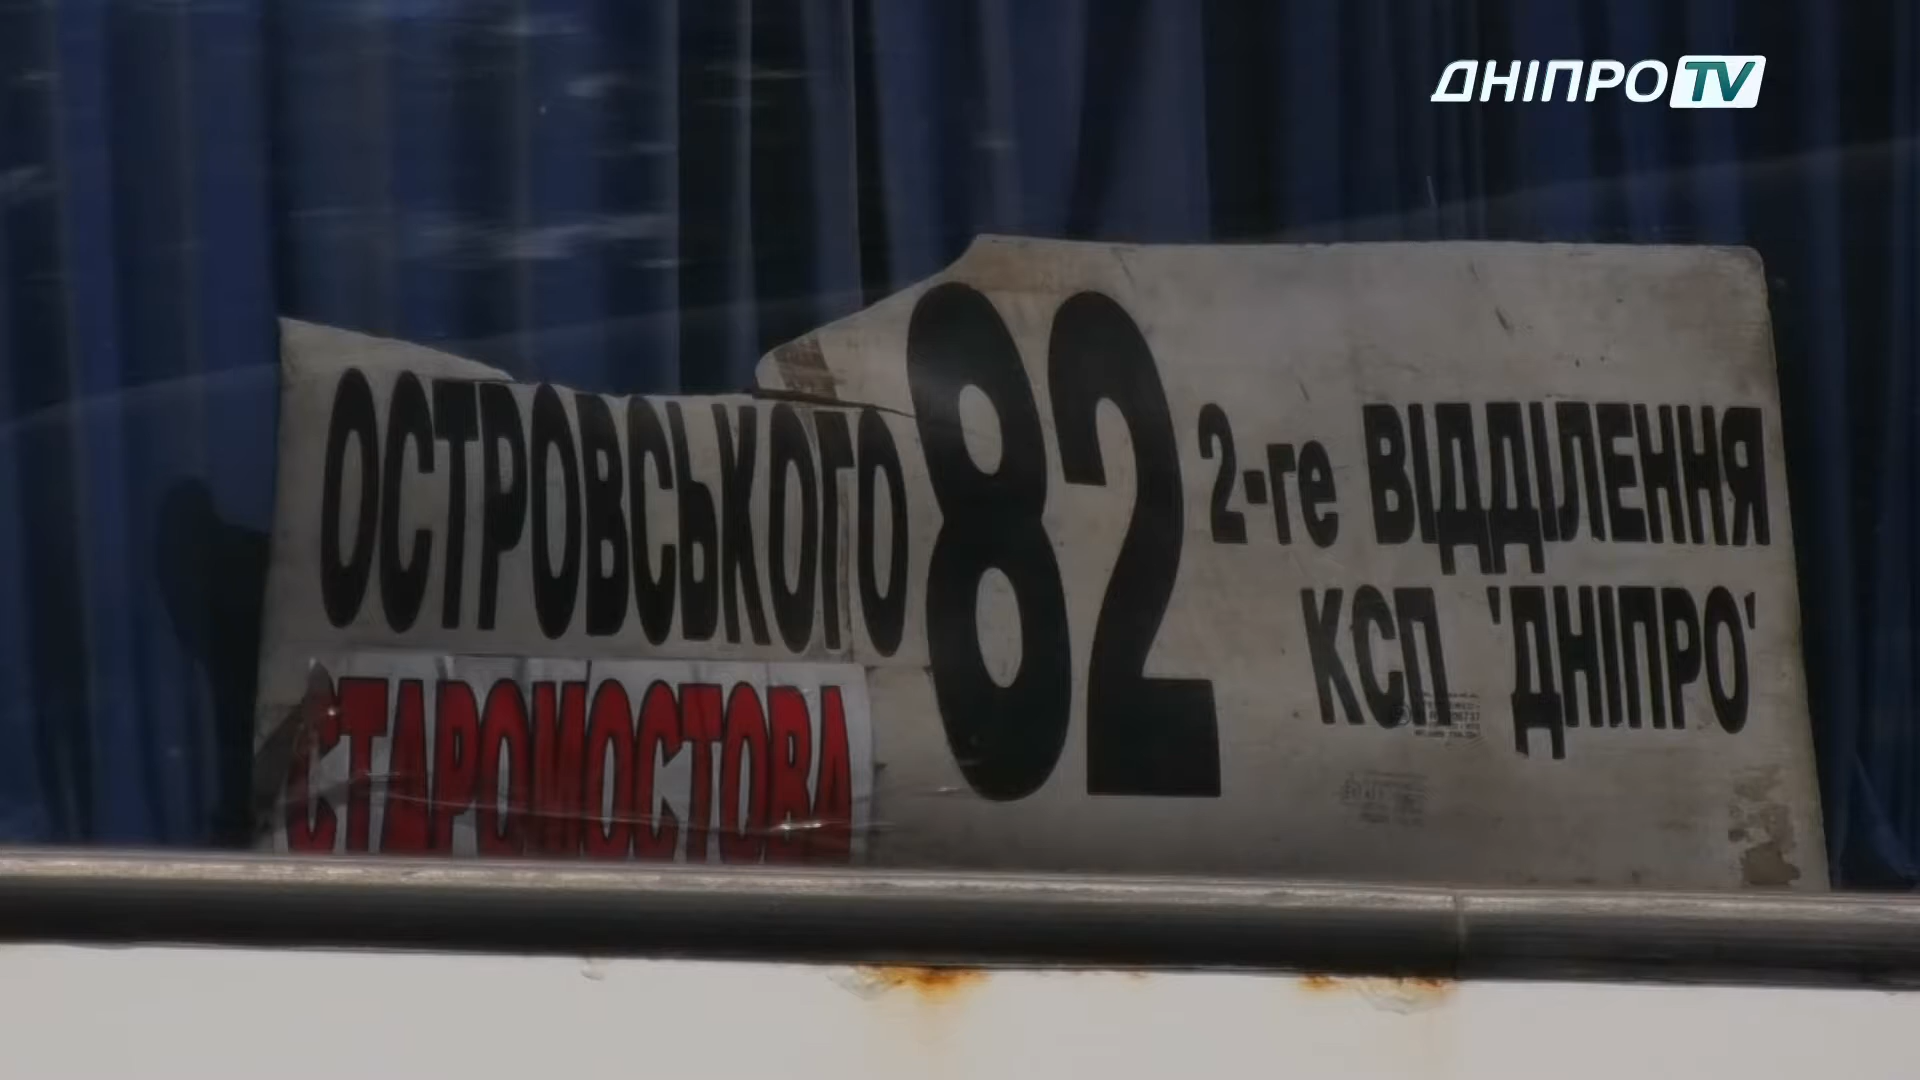 ДНІПРО TV
ОСТРОВСЬКОГО
СТАРОМОСТОВА
82
2-ге ВІДДІЛЕННЯ
КСП 'ДНІПРО'